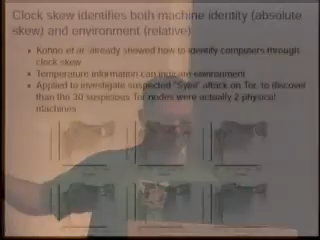 Clock skew identifies both machine identity (absolute
skew) and environment (relative)
• Kohno et al. already showed how to identify computers through
clock skew
• Temperature information can indicate environment
• Applied to investigate suspected "Sybil" attack on Tor, to discover
than the 30 suspicious Tor nodes were actually 2 physical
machines